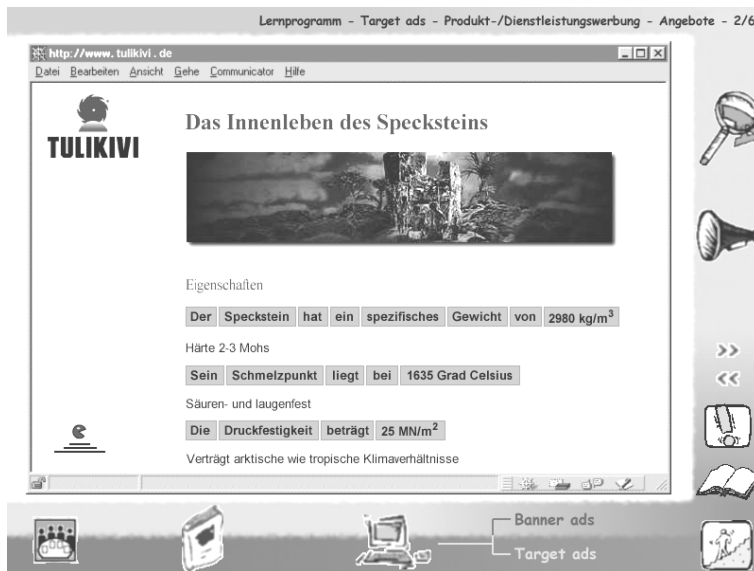 Lernprogramm - Target ads - Produkt-/Dienstleistungswerbung - Angebote - 2/6
http://www. tulikivi . de
Datei Bearbeiten Ansicht Gehe Communicator Hilfe
TULIKIVI
Das Innenleben des Specksteins
Eigenschaften
Der Speckstein hat ein spezifisches Gewicht von 2980 kg/m³
Härte 2-3 Mohs
Sein Schmelzpunkt liegt bei 1635 Grad Celsius
Säuren- und laugenfest
Die Druckfestigkeit beträgt 25 MN/m²
Verträgt arktische wie tropische Klimaverhältnisse
Banner ads
Target ads